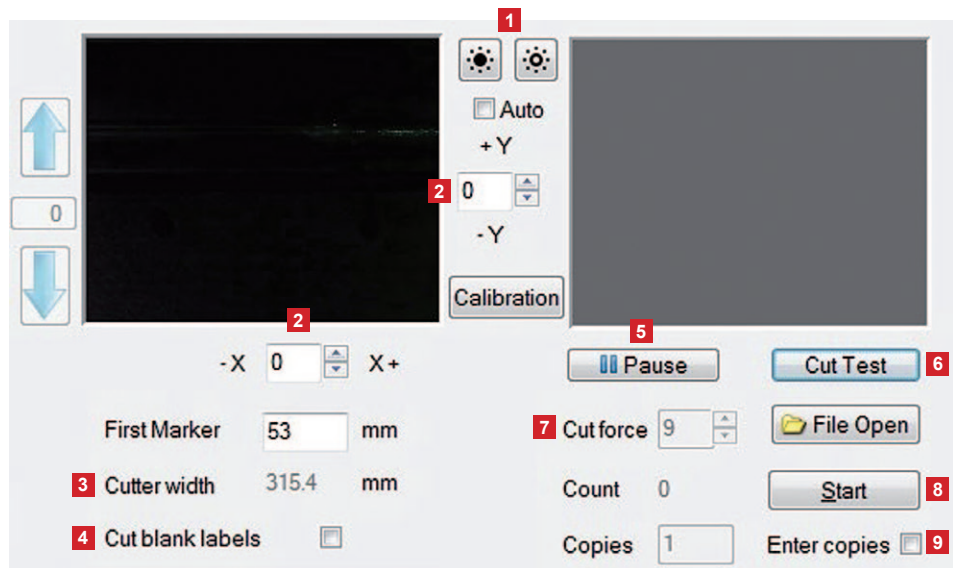 1
Auto
+Y
2 0
0
-Y
Calibration
2
-X 0 X+
5
Pause
Cut Test 6
First Marker 53 mm
7 Cut force 9
File Open
3 Cutter width 315.4 mm
Count 0
Start 8
4 Cut blank labels
Copies 1
Enter copies 9